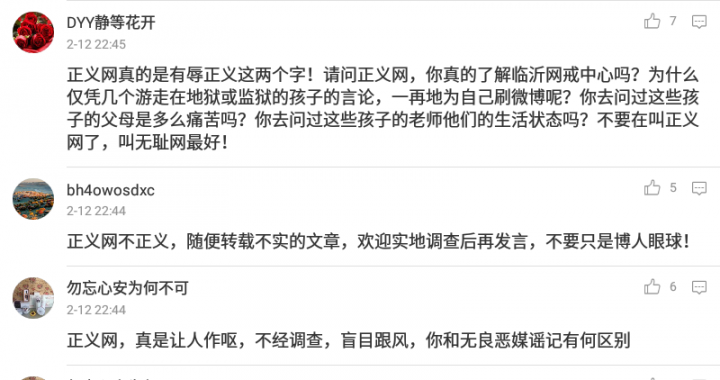 DYY静等花开
7
2-12 22:45
正义网真的是有辱正义这两个字！请问正义网，你真的了解临沂网戒中心吗？为什么
仅凭几个游走在地狱或监狱的孩子的言论，一再地为自己刷微博呢？你去问过这些孩
子的父母是多么痛苦吗？你去问过这些孩子的老师他们的生活状态吗？不要在叫正义
网了，叫无耻网最好！
bh4owosdxc
5
2-12 22:44
正义网不正义，随便转载不实的文章，欢迎实地调查后再发言，不要只是博人眼球！
勿忘心安为何不可
6
2-12 22:44
正义网，真是让人作呕，不经调查，盲目跟风，你和无良恶媒谣记有何区别